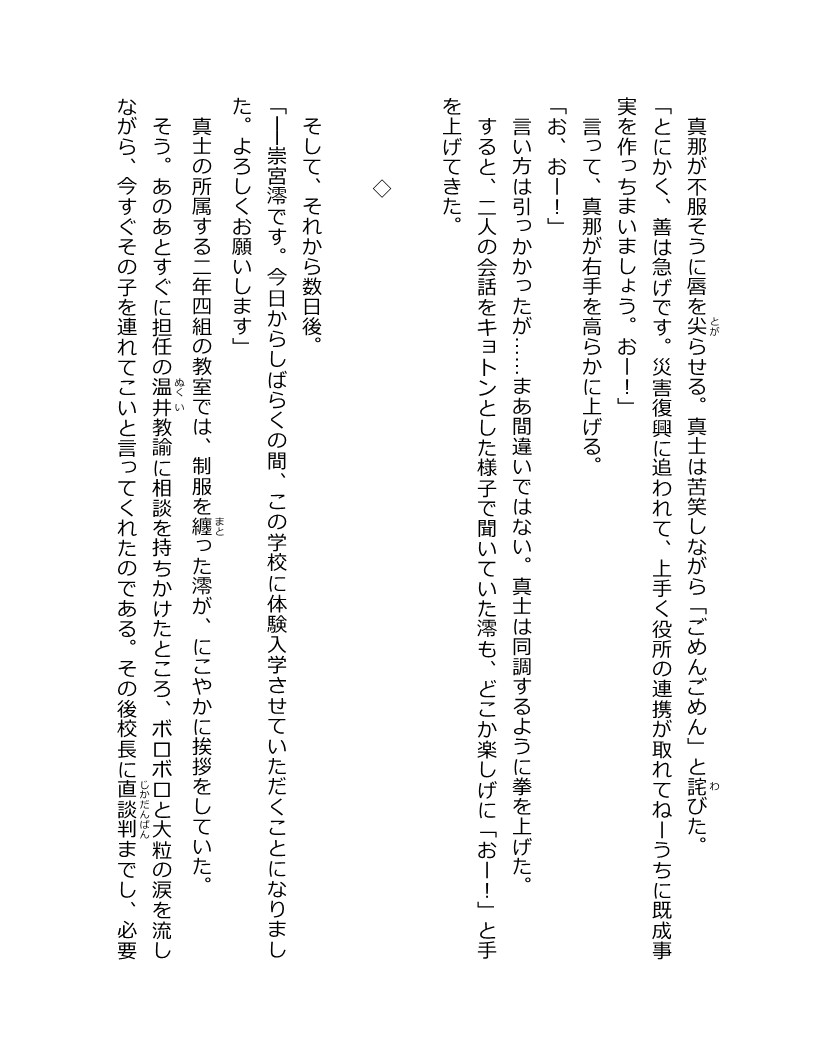 真那が不服そうに唇を尖らせる。真士は苦笑しながら「ごめんごめん」と詫びた。
「とにかく、善は急げです。災害復興に追われて、上手く役所の連携が取れてねーうちに既成事
実を作っちまいましょう。おー！」
言って、真那が右手を高らかに上げる。
「お、おー！」
言い方は引っかかったが……まあ間違いではない。真士は同調するように拳を上げた。
すると、二人の会話をキョトンとした様子で聞いていた澪も、どこか楽しげに「おー！」と手
を上げてきた。
◇
そして、それから数日後。
「――崇宮澪です。今日からしばらくの間、この学校に体験入学させていただくことになりまし
た。よろしくお願いします」
真士の所属する二年四組の教室では、制服を纏った澪が、にこやかに挨拶をしていた。
そう。あのあとすぐに担任の温井教諭に相談を持ちかけたところ、ボロボロと大粒の涙を流し
ながら、今すぐその子を連れてこいと言ってくれたのである。その後校長に直談判までし、必要
とが
わ
まと
ぬくい
じかだんぱん